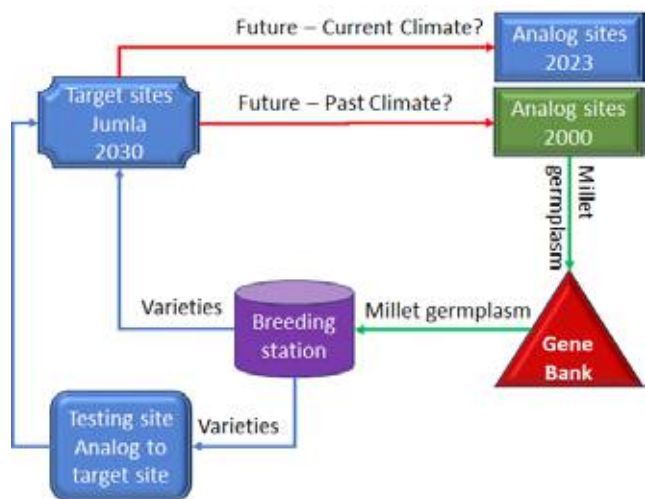 Future – Current Climate?
Analog sites
2023
Target sites
Jumla
2030
Future – Past Climate?
Analog sites
2000
Millet
germplasm
Varieties
Breeding
station
Millet germplasm
Gene
Bank
Testing site
Analog to
target site
Varieties